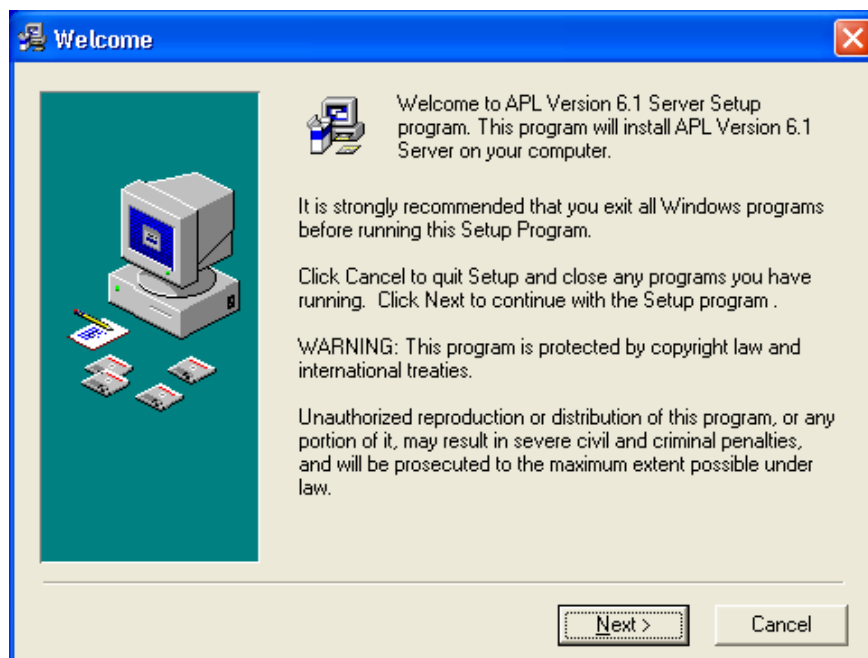 Welcome
Welcome to APL Version 6.1 Server Setup
program. This program will install APL Version 6.1
Server on your computer.
It is strongly recommended that you exit all Windows programs
before running this Setup Program.
Click Cancel to quit Setup and close any programs you have
running.  Click Next to continue with the Setup program .
WARNING: This program is protected by copyright law and
international treaties.
Unauthorized reproduction or distribution of this program, or any
portion of it, may result in severe civil and criminal penalties,
and will be prosecuted to the maximum extent possible under
law.
Next >
Cancel